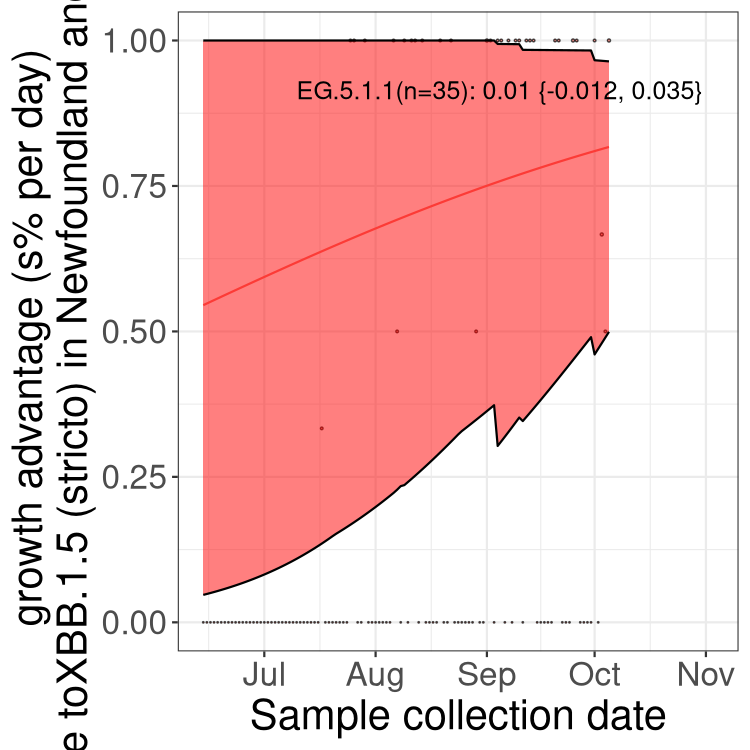 growth advantage (s% per day)
e toXBB.1.5 (stricto) in Newfoundland and
1.00
0.75
0.50
0.25
0.00
EG.5.1.1(n=35): 0.01 {-0.012, 0.035}
Jul Aug Sep Oct Nov
Sample collection date